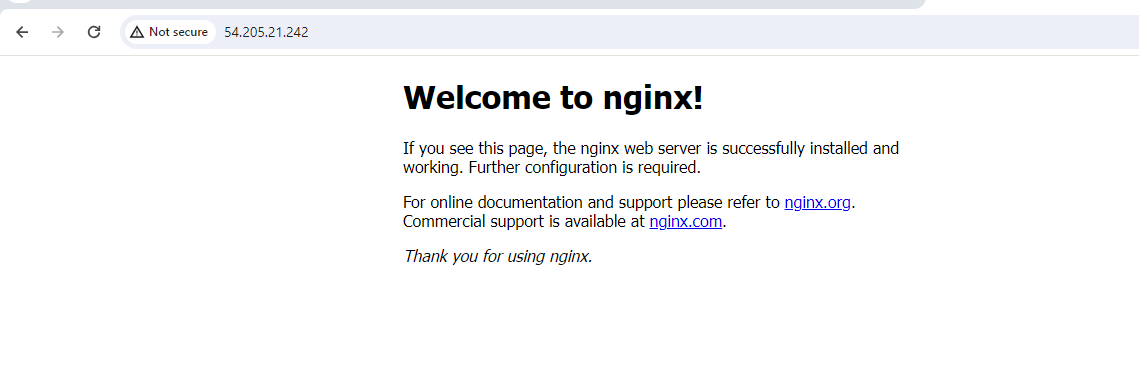 Not secure 54.205.21.242
Welcome to nginx!
If you see this page, the nginx web server is successfully installed and
working. Further configuration is required.
For online documentation and support please refer to nginx.org.
Commercial support is available at nginx.com.
Thank you for using nginx.